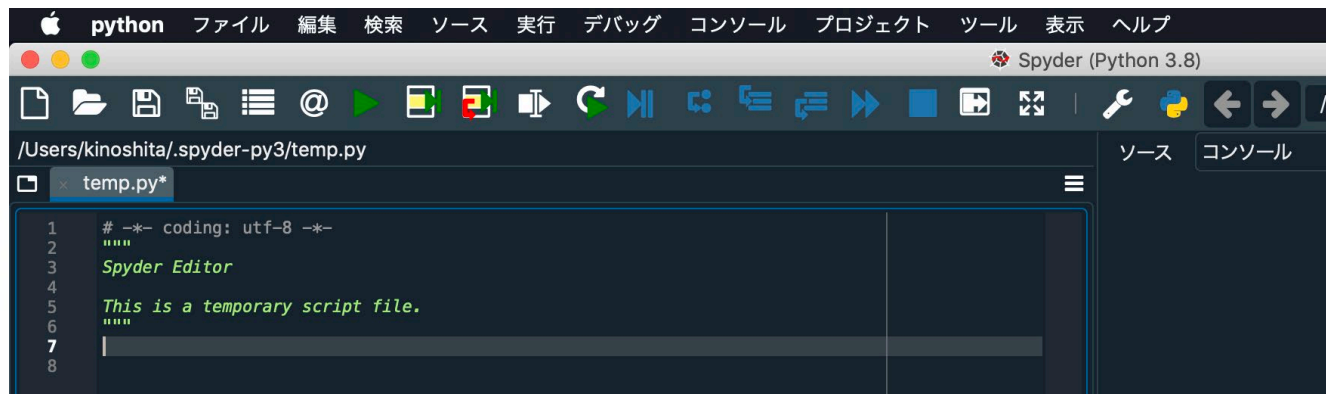 python ファイル 編集 検索 ソース 実行 デバッグ コンソール プロジェクト ツール 表示 ヘルプ
Spyder (Python 3.8)
@
/Users/kinoshita/.spyder-py3/temp.py
ソース コンソール
temp.py*
1 # -*- coding: utf-8 -*-
2 """
3 Spyder Editor
4
5 This is a temporary script file.
6 """
7
8